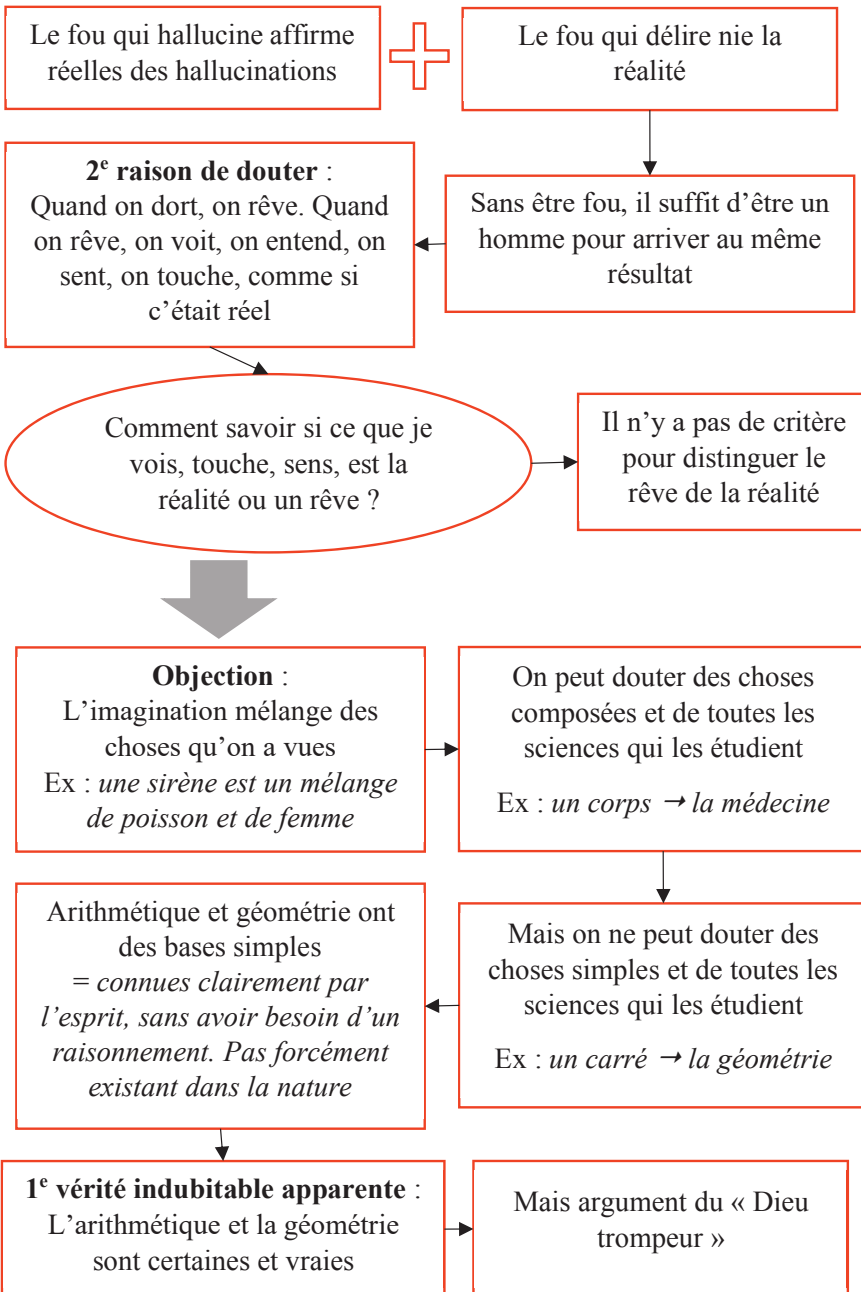 Le fou qui hallucine affirme
réelles des hallucinations
Le fou qui délire nie la
réalité
Sans être fou, il suffit d’être un
homme pour arriver au même
résultat
2e raison de douter :
Quand on dort, on rêve. Quand
on rêve, on voit, on entend, on
sent, on touche, comme si
c’était réel
Comment savoir si ce que je
vois, touche, sens, est la
réalité ou un rêve ?
Il n’y a pas de critère
pour distinguer le
rêve de la réalité
Objection :
L’imagination mélange des
choses qu’on a vues
Ex : une sirène est un mélange
de poisson et de femme
On peut douter des choses
composées et de toutes les
sciences qui les étudient
Ex : un corps → la médecine
Mais on ne peut douter des
choses simples et de toutes les
sciences qui les étudient
Ex : un carré → la géométrie
Arithmétique et géométrie ont
des bases simples
= connues clairement par
l’esprit, sans avoir besoin d’un
raisonnement. Pas forcément
existant dans la nature
1e vérité indubitable apparente :
L’arithmétique et la géométrie
sont certaines et vraies
Mais argument du « Dieu
trompeur »